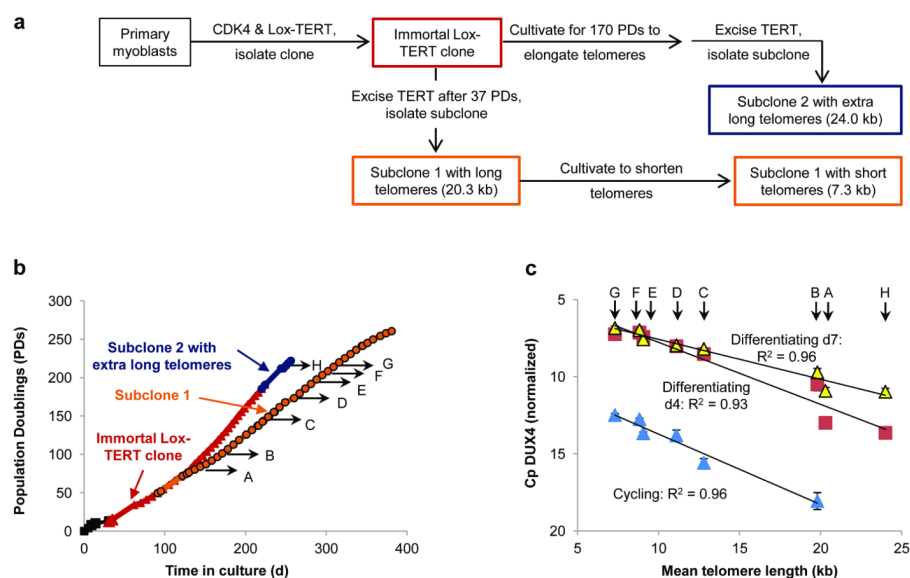 a
Primary
myoblasts
CDK4 & Lox-TERT,
isolate clone
Immortal Lox-
TERT clone
Cultivate for 170 PDs to
elongate telomeres
Excise TERT,
isolate subclone
Excise TERT after 37 PDs,
isolate subclone
Subclone 2 with extra
long telomeres (24.0 kb)
Subclone 1 with long
telomeres (20.3 kb)
Cultivate to shorten
telomeres
Subclone 1 with short
telomeres (7.3 kb)
b
Population Doublings (PDs)
300
250
200
150
100
50
0
0 100 200 300 400
Time in culture (d)
Subclone 2 with
extra long telomeres
Subclone 1
Immortal Lox-
TERT clone
H
G
F
E
D
C
B
A
c
G F E D C B A H
Cp DUX4 (normalized)
5
10
15
20
5 10 15 20 25
Mean telomere length (kb)
Differentiating d7:
R² = 0.96
Differentiating
d4: R² = 0.93
Cycling: R² = 0.96